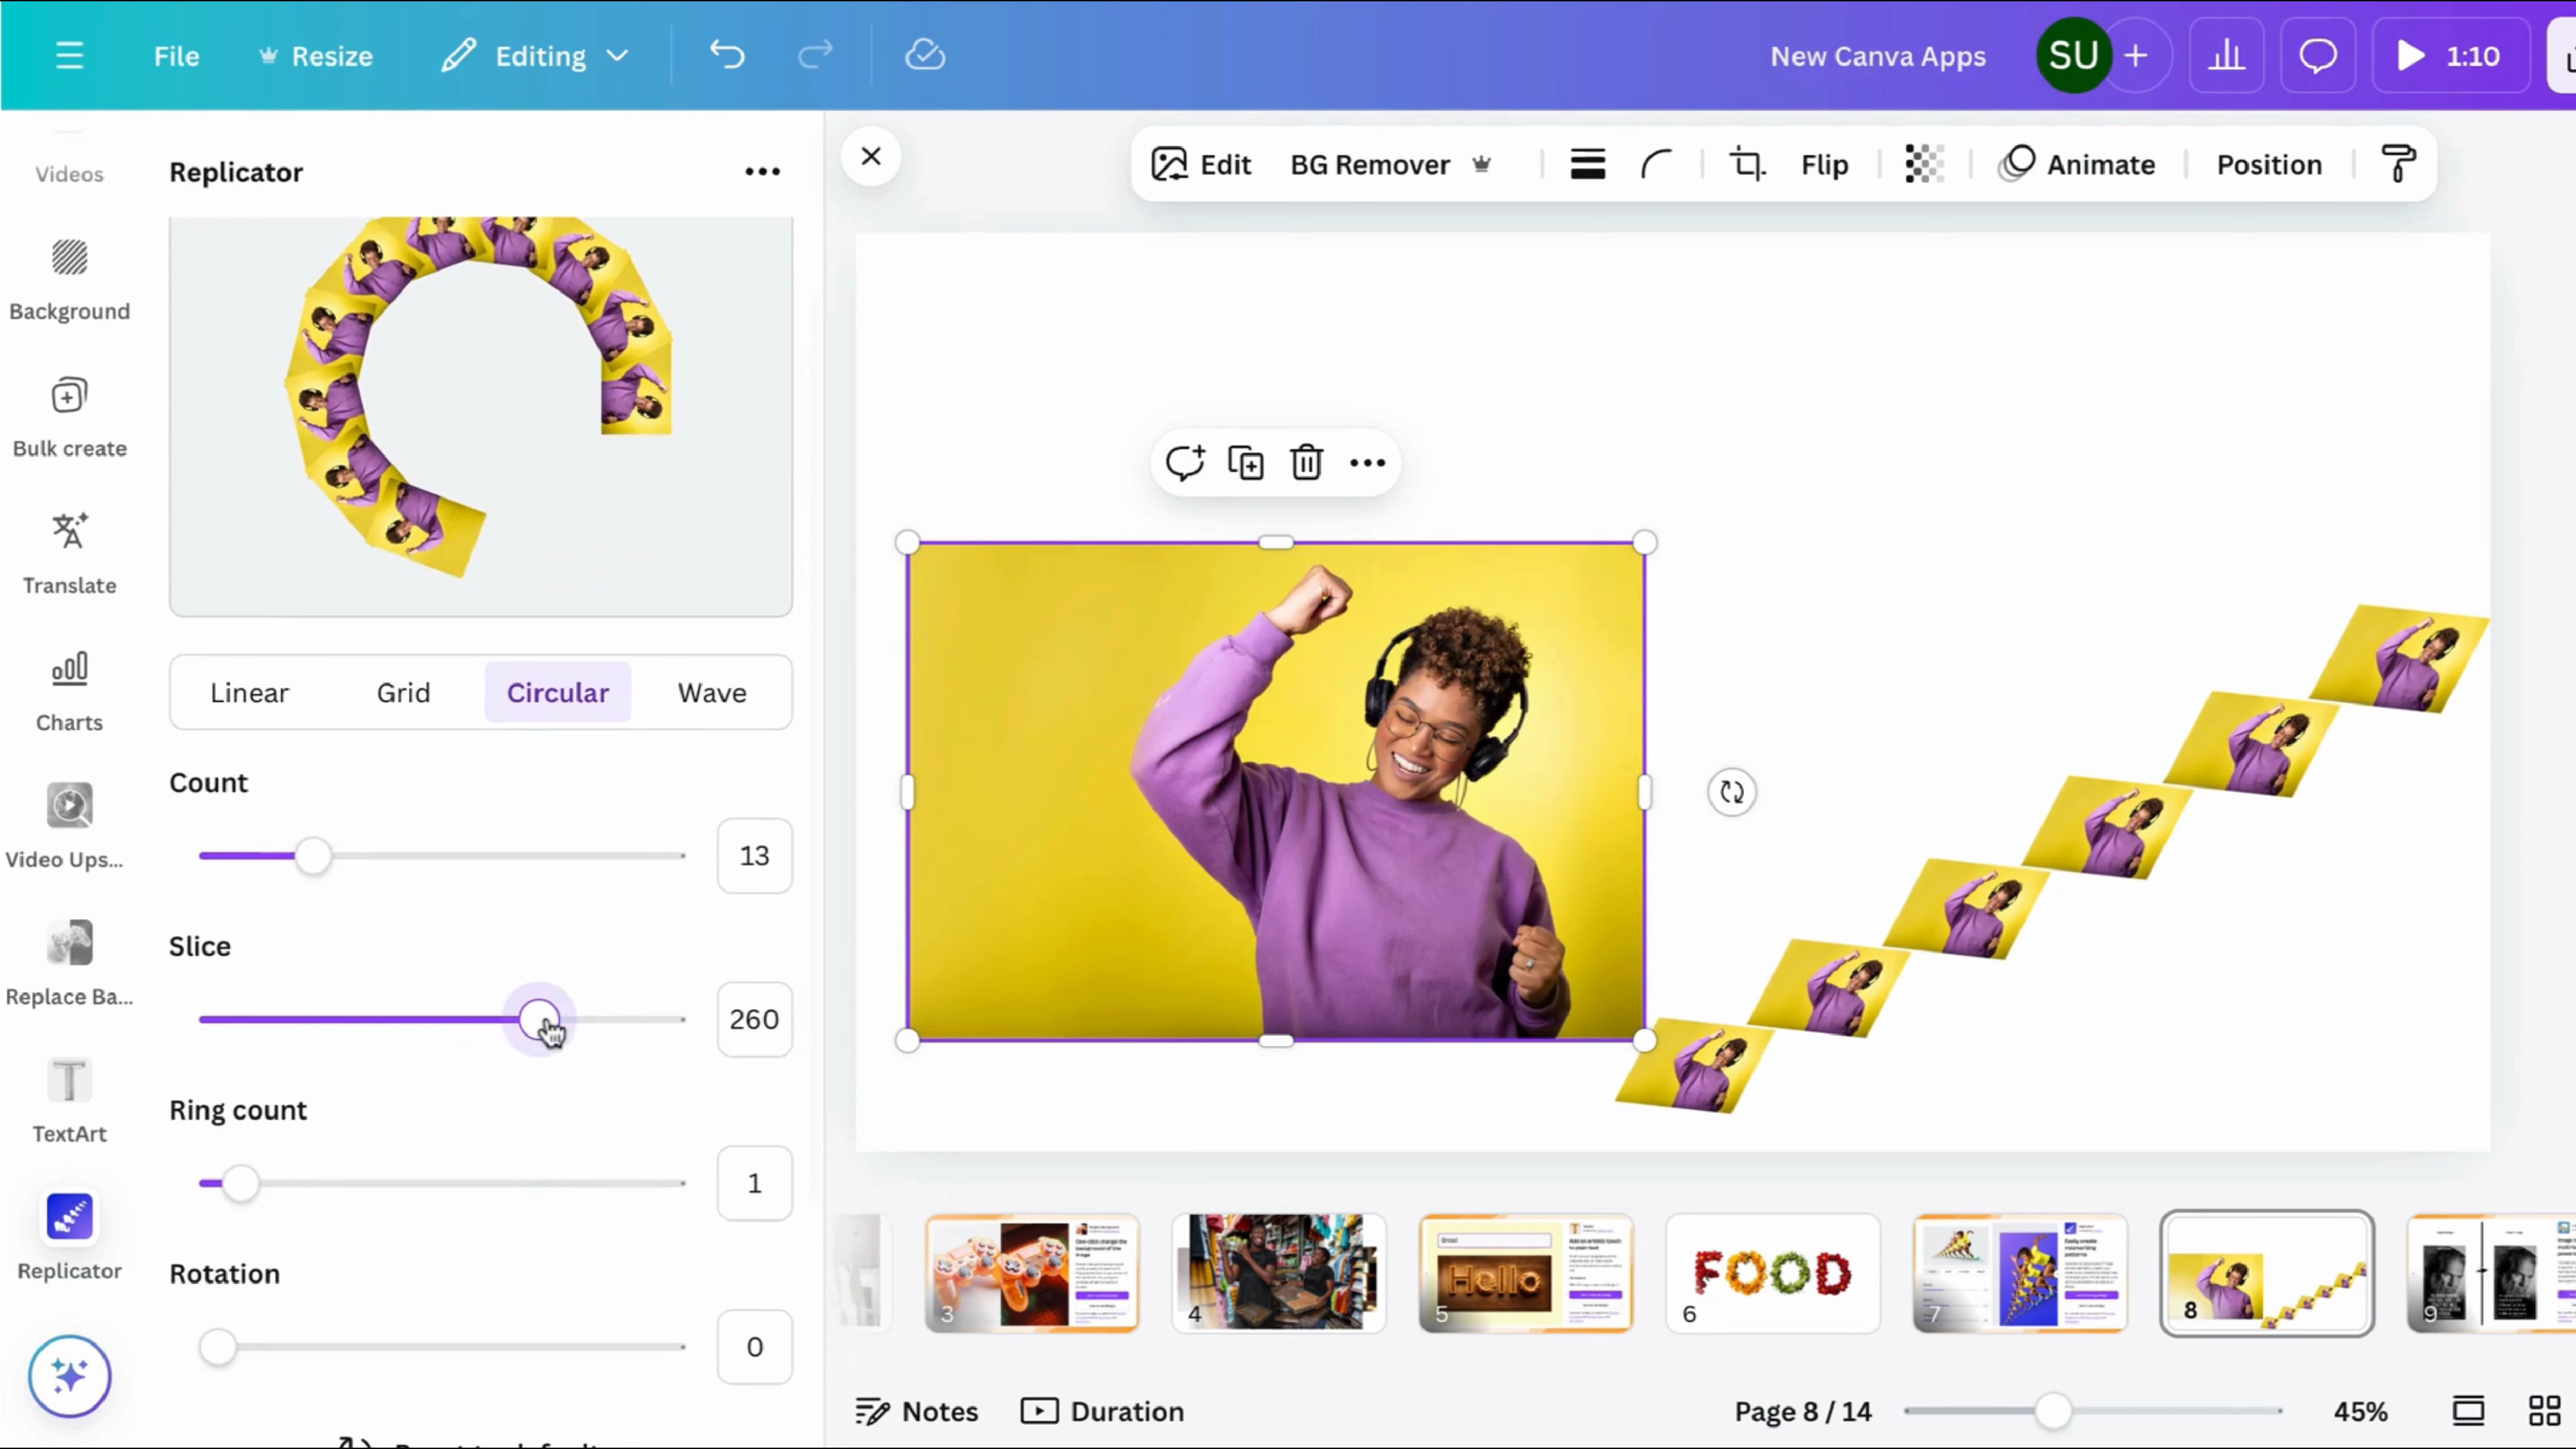 File
Resize
Editing
New Canva Apps
SU
1:10
Videos
Background
Bulk create
Translate
Charts
Video Ups...
Replace Ba...
TextArt
Replicator
Replicator
Linear
Grid
Circular
Wave
Count
13
Slice
260
Ring count
1
Rotation
0
Edit
BG Remover
Flip
Animate
Position
3
4
5
Hello
6
FOOD
7
8
9
Notes
Duration
Page 8 / 14
45%